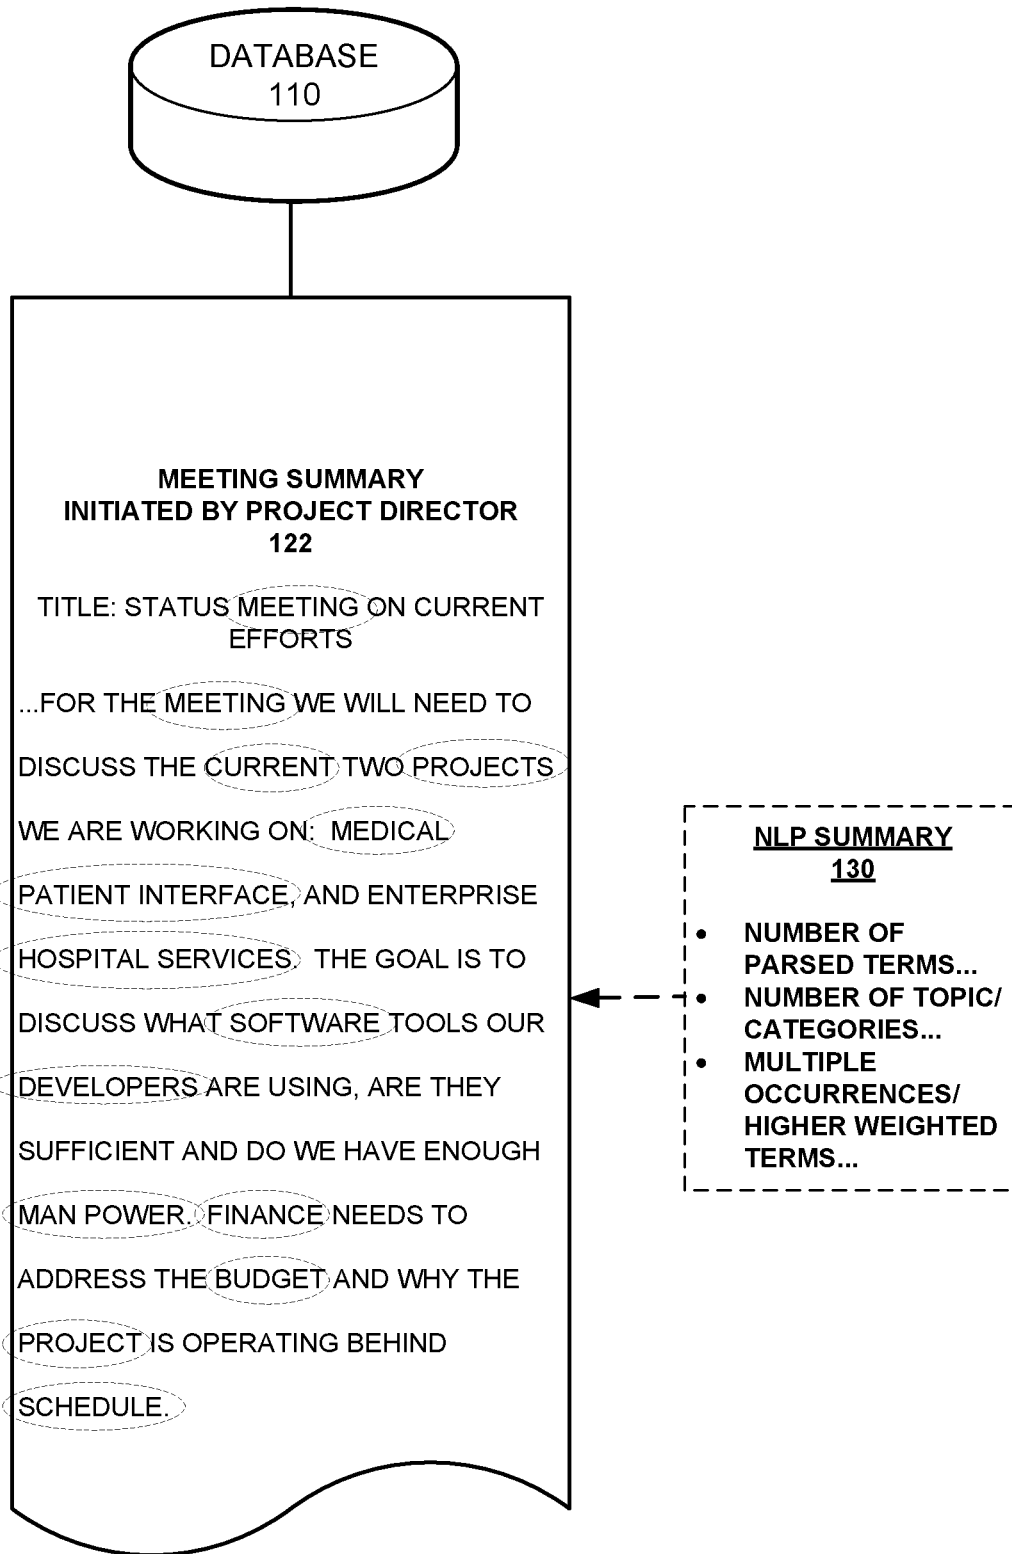 DATABASE
110
MEETING SUMMARY
INITIATED BY PROJECT DIRECTOR
122
TITLE: STATUS MEETING ON CURRENT
EFFORTS
...FOR THE MEETING WE WILL NEED TO
DISCUSS THE CURRENT TWO PROJECTS
WE ARE WORKING ON:  MEDICAL
PATIENT INTERFACE, AND ENTERPRISE
HOSPITAL SERVICES.  THE GOAL IS TO
DISCUSS WHAT SOFTWARE TOOLS OUR
DEVELOPERS ARE USING, ARE THEY
SUFFICIENT AND DO WE HAVE ENOUGH
MAN POWER.  FINANCE NEEDS TO
ADDRESS THE BUDGET AND WHY THE
PROJECT IS OPERATING BEHIND
SCHEDULE.
NLP SUMMARY
130
• NUMBER OF
PARSED TERMS...
• NUMBER OF TOPIC/
CATEGORIES...
• MULTIPLE
OCCURRENCES/
HIGHER WEIGHTED
TERMS...